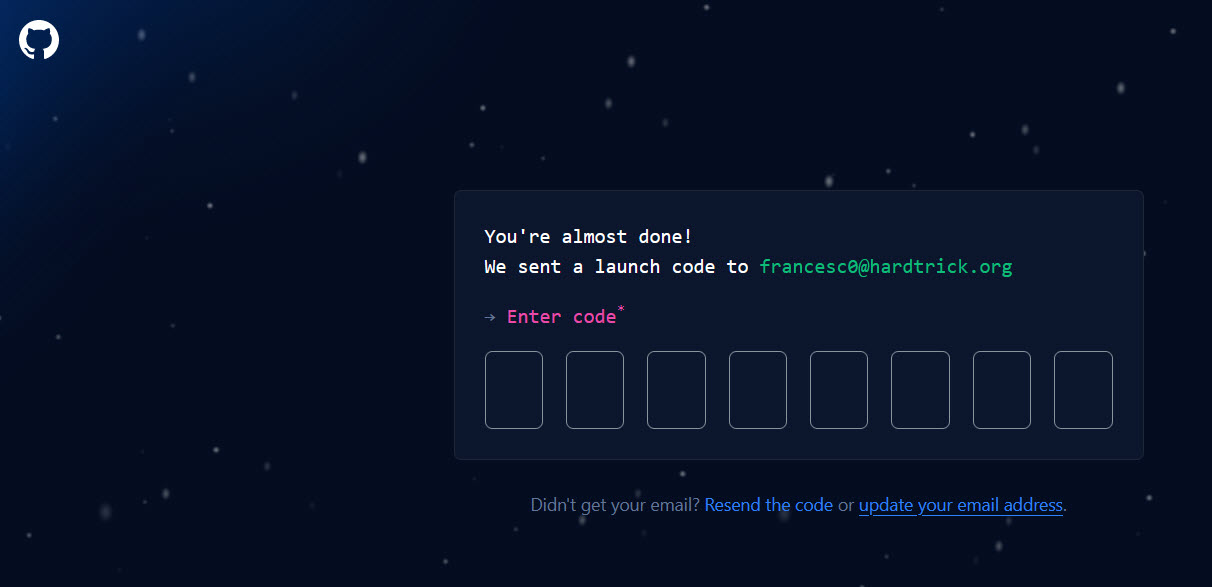 You're almost done!
We sent a launch code to francesc0@hardtrick.org
→ Enter code*
Didn't get your email? Resend the code or update your email address.